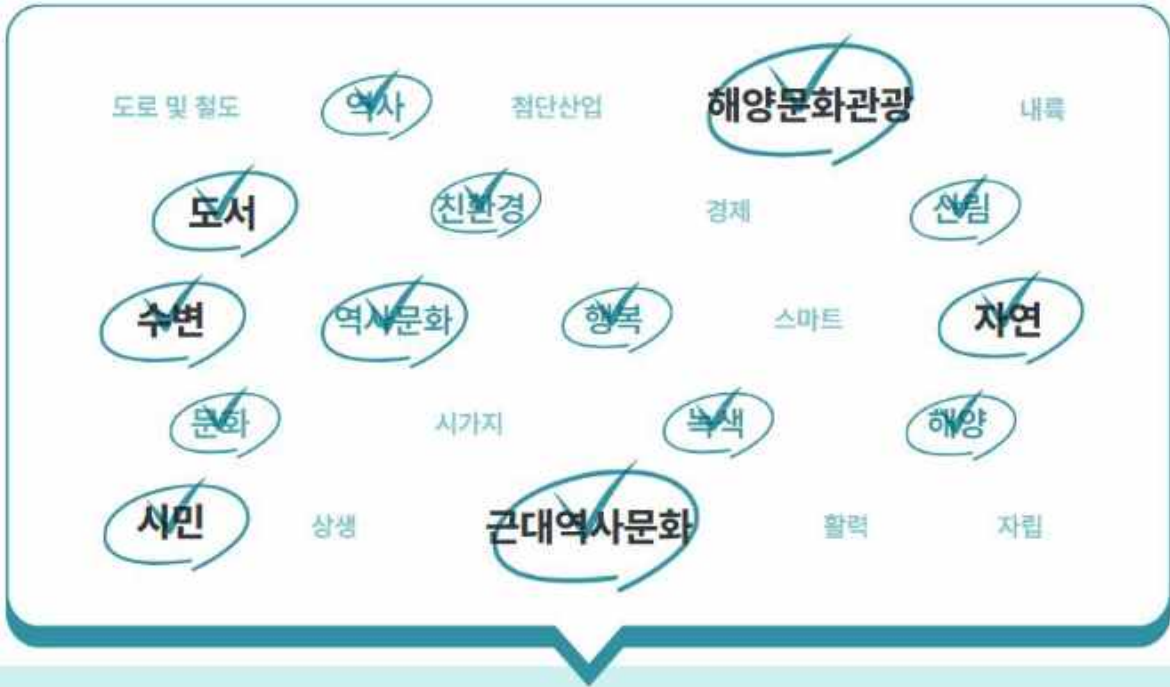 도로 및 철도 역사 첨단산업 해양문화관광 내륙
도서 친환경 경제 산림
수변 역사문화 행복 스마트 자연
문화 시가지 녹색 해양
시민 상생 근대역사문화 활력 자립